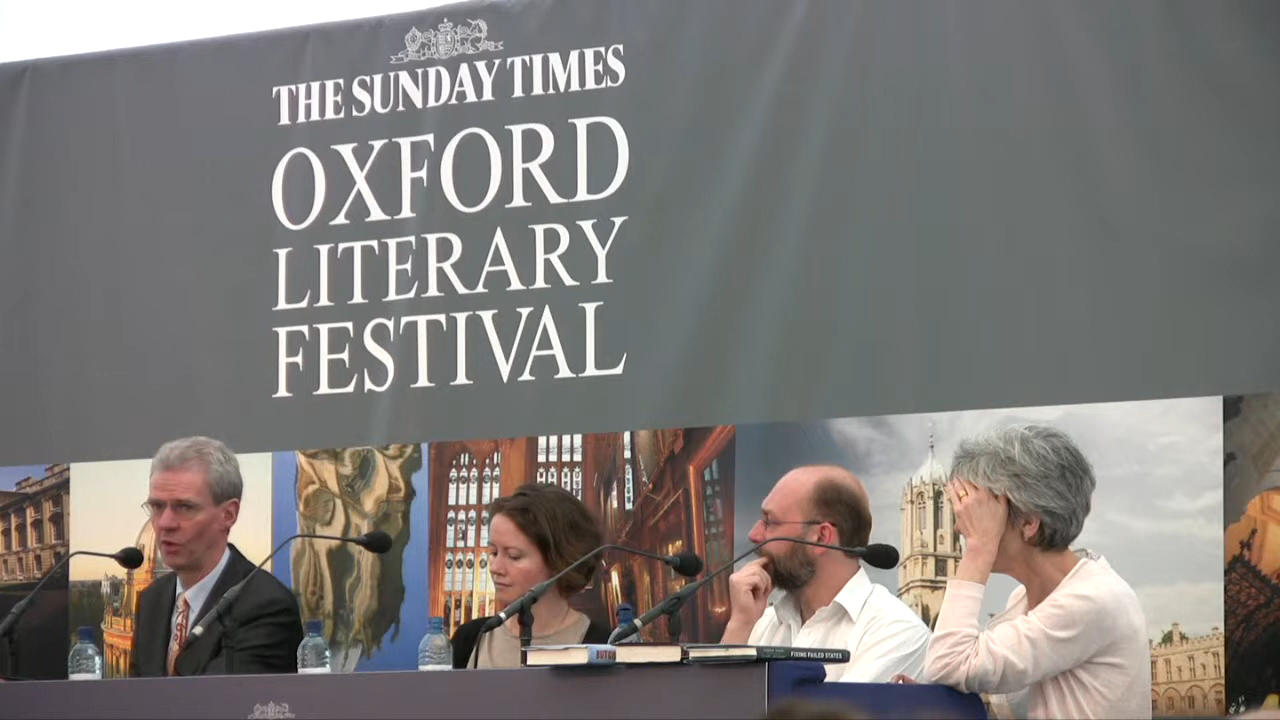 THE SUNDAY TIMES
OXFORD
LITERARY
FESTIVAL
FIXING FAILED STATES